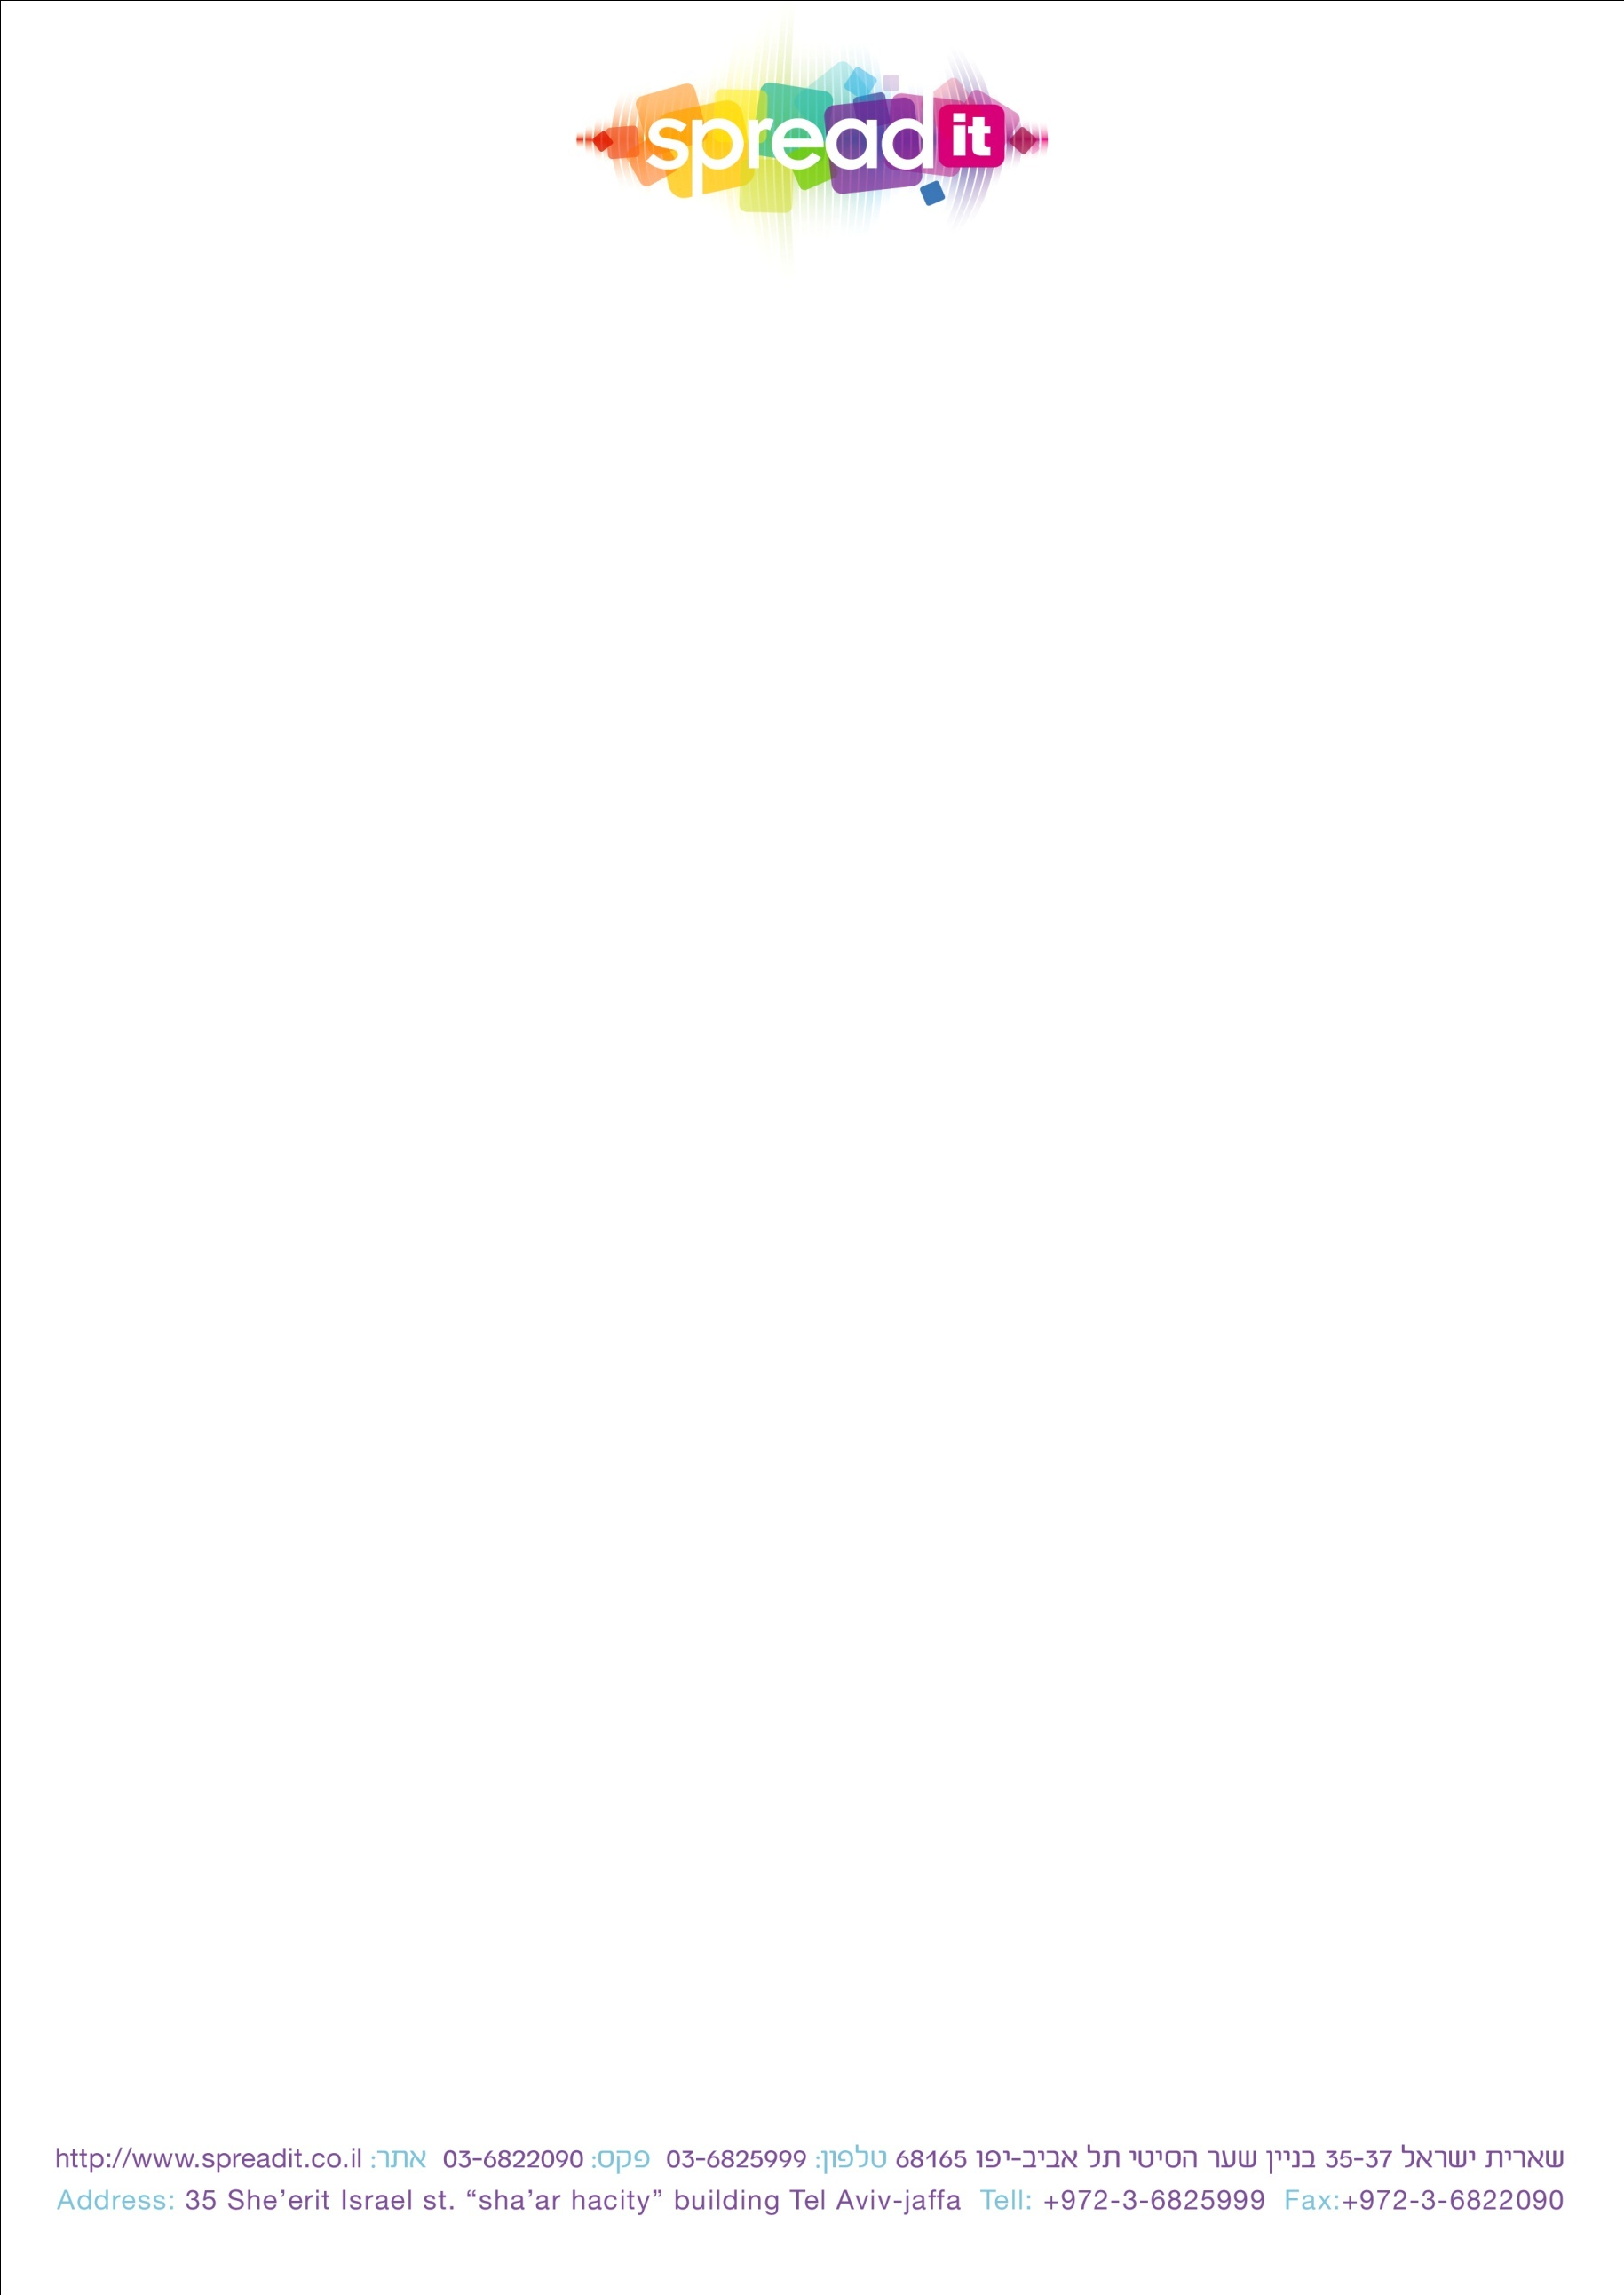 spread it
שארית ישראל 35-37 בניין שער הסיטי תל אביב-יפו 68165 טלפון: 03-6825999 פקס: 03-6822090 אתר: http://www.spreadit.co.il
Address: 35 She’erit Israel st. “sha’ar hacity” building Tel Aviv-jaffa Tell: +972-3-6825999 Fax:+972-3-6822090